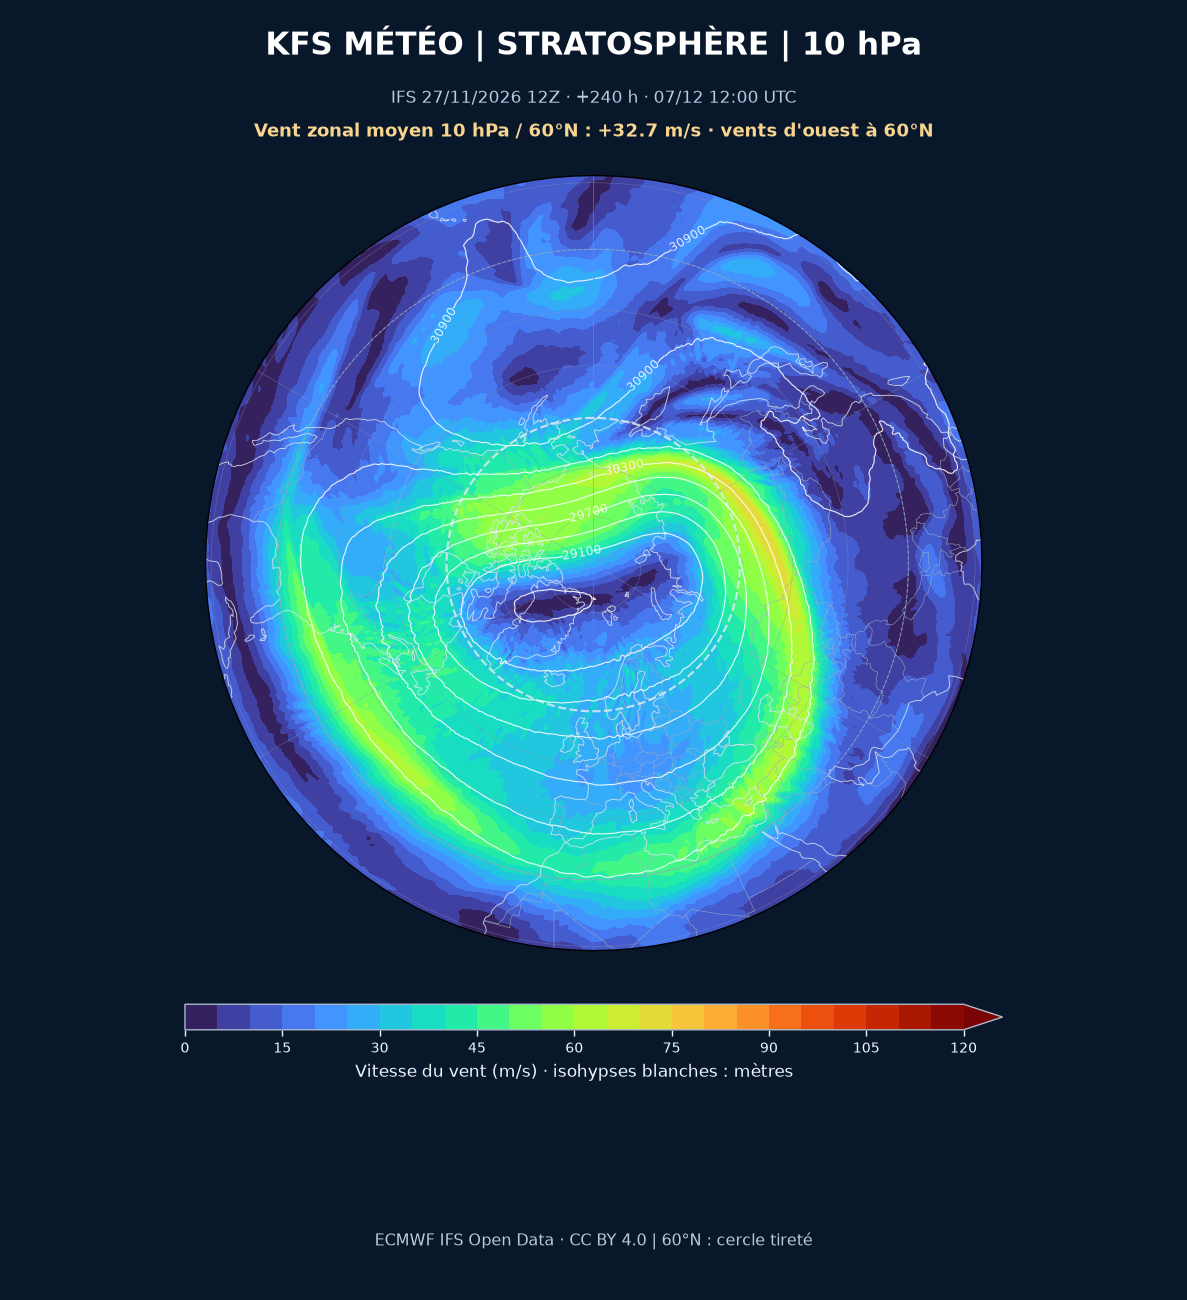 KFS MÉTÉO | STRATOSPHÈRE | 10 hPa
IFS 27/11/2026 12Z · +240 h · 07/12 12:00 UTC
Vent zonal moyen 10 hPa / 60°N : +32.7 m/s · vents d'ouest à 60°N
30900
30900
30900
30300
29700
29100
0 15 30 45 60 75 90 105 120
Vitesse du vent (m/s) · isohypses blanches : mètres
ECMWF IFS Open Data · CC BY 4.0 | 60°N : cercle tireté